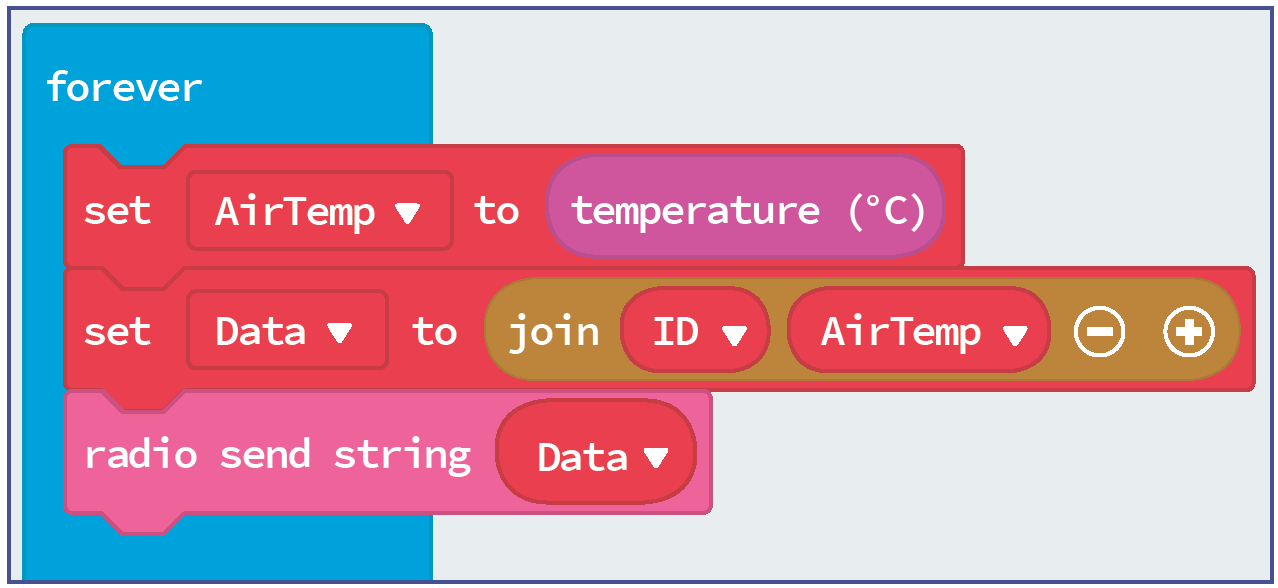 forever
set AirTemp to temperature (°C)
set Data to join ID AirTemp
radio send string Data